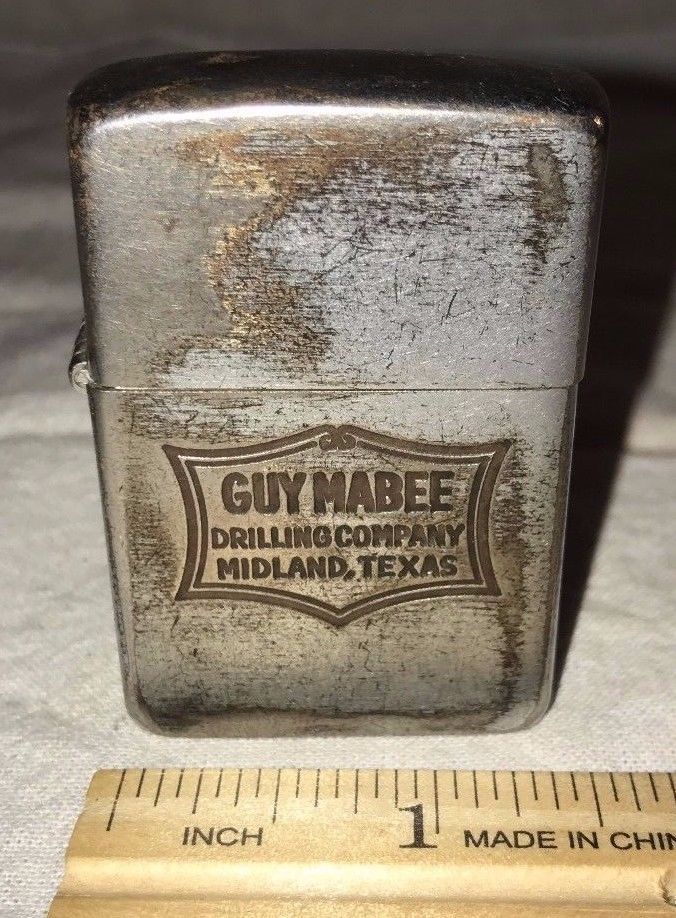 GUY MABEE
DRILLING COMPANY
MIDLAND, TEXAS
INCH 1 MADE IN CHIN